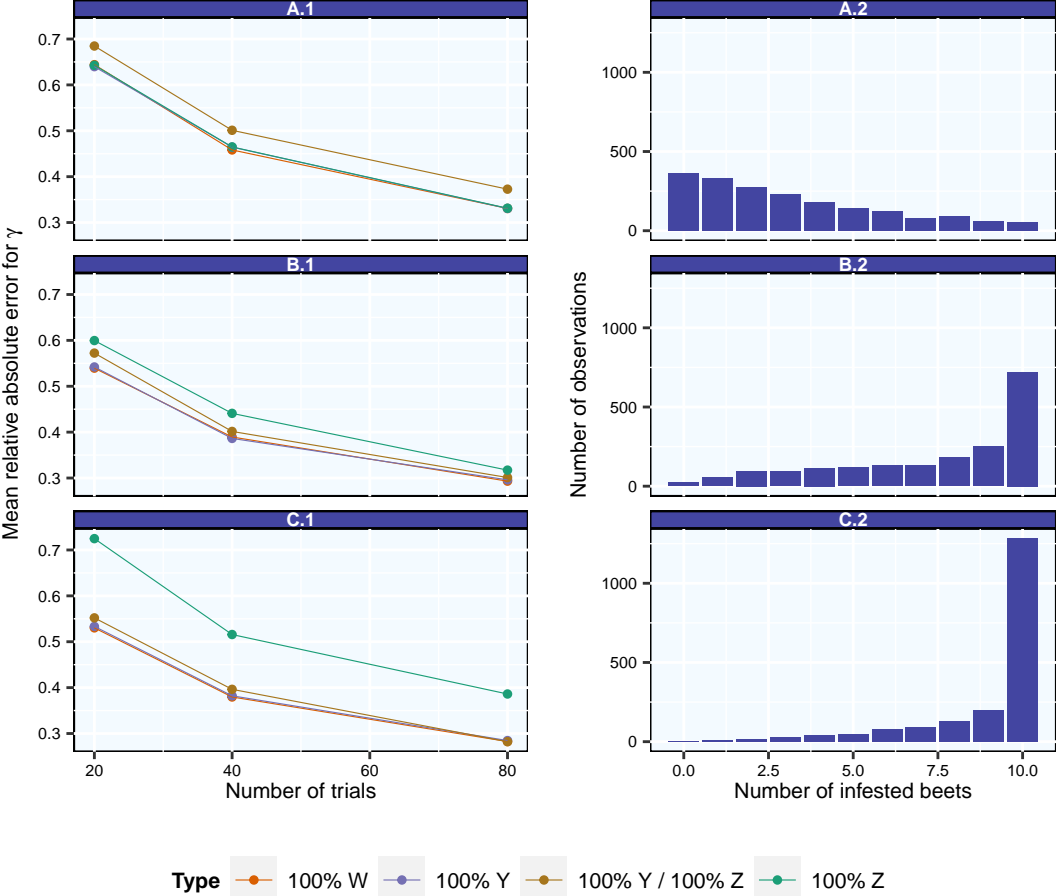 A.1
A.2
0.7
0.6
0.5
0.4
0.3
1000
500
0
B.1
B.2
0.7
0.6
0.5
0.4
0.3
1000
500
0
C.1
C.2
0.7
0.6
0.5
0.4
0.3
1000
500
0
Mean relative absolute error for γ
Number of observations
20 40 60 80
0.0 2.5 5.0 7.5 10.0
Number of trials
Number of infested beets
Type 100% W 100% Y 100% Y / 100% Z 100% Z